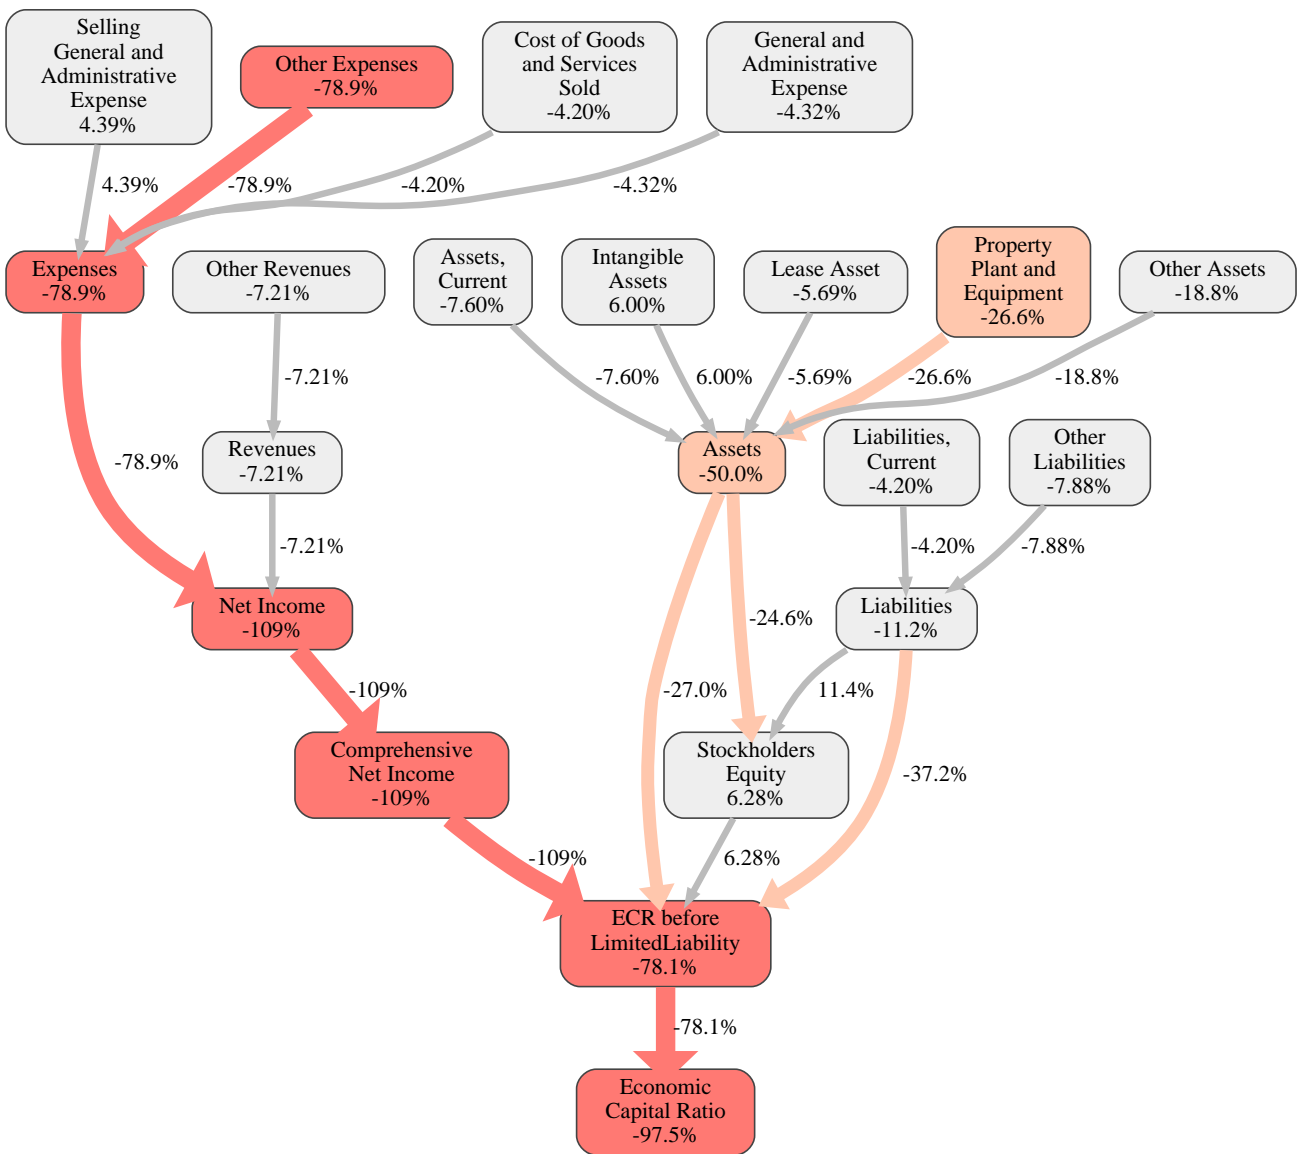 Selling
General and
Administrative
Expense
4.39%
Other Expenses
-78.9%
Cost of Goods
and Services
Sold
-4.20%
General and
Administrative
Expense
-4.32%
4.39%
-78.9%
-4.20%
-4.32%
Expenses
-78.9%
Other Revenues
-7.21%
Assets,
Current
-7.60%
Intangible
Assets
6.00%
Lease Asset
-5.69%
Property
Plant and
Equipment
-26.6%
Other Assets
-18.8%
-7.21%
-7.60%
6.00%
-5.69%
-26.6%
-18.8%
-78.9%
Revenues
-7.21%
Assets
-50.0%
Liabilities,
Current
-4.20%
Other
Liabilities
-7.88%
-7.21%
-4.20%
-7.88%
Net Income
-109%
Liabilities
-11.2%
-24.6%
-109%
-27.0%
11.4%
Comprehensive
Net Income
-109%
Stockholders
Equity
6.28%
-37.2%
-109%
6.28%
ECR before
LimitedLiability
-78.1%
-78.1%
Economic
Capital Ratio
-97.5%